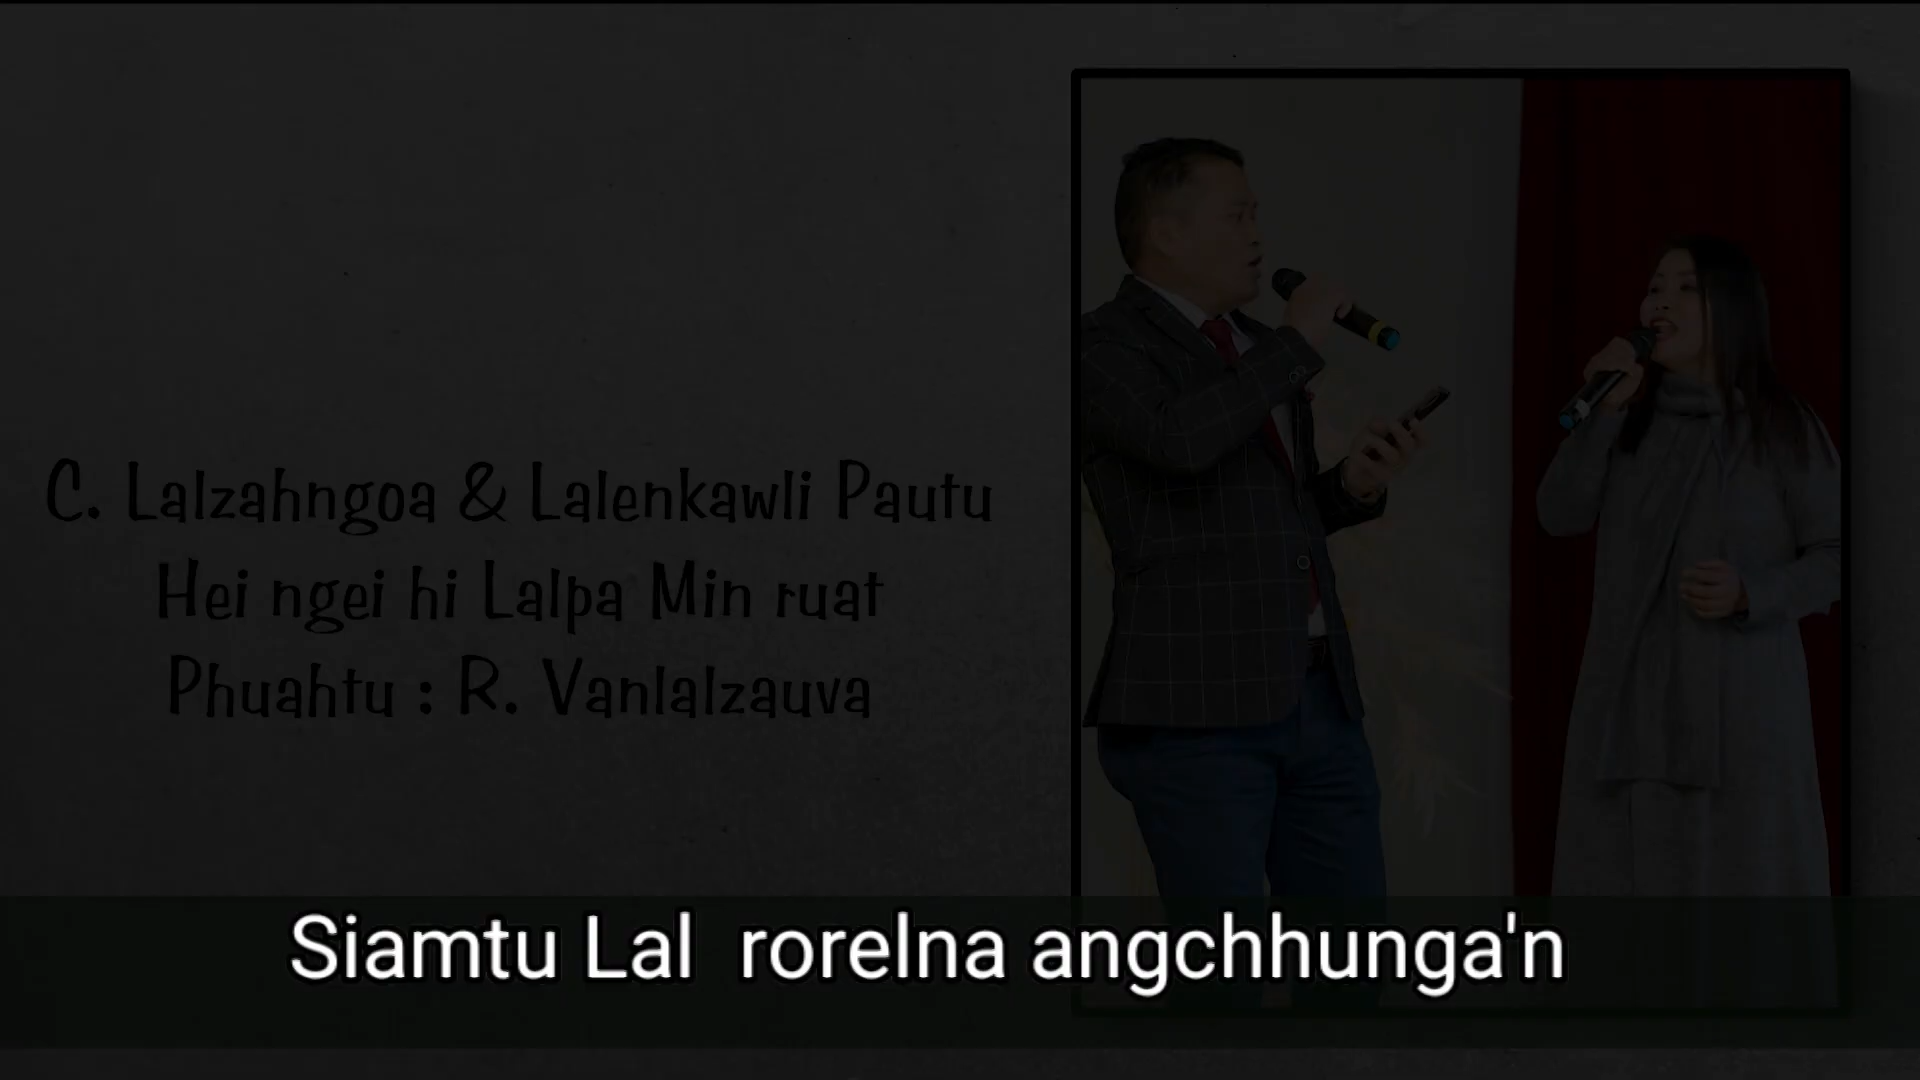 C. Lalzahngoa & Lalenkawli Pautu
Hei ngei hi Lalpa Min ruat
Phuahtu : R. Vanlalzauva
Siamtu Lal  rorelna angchhunga'n